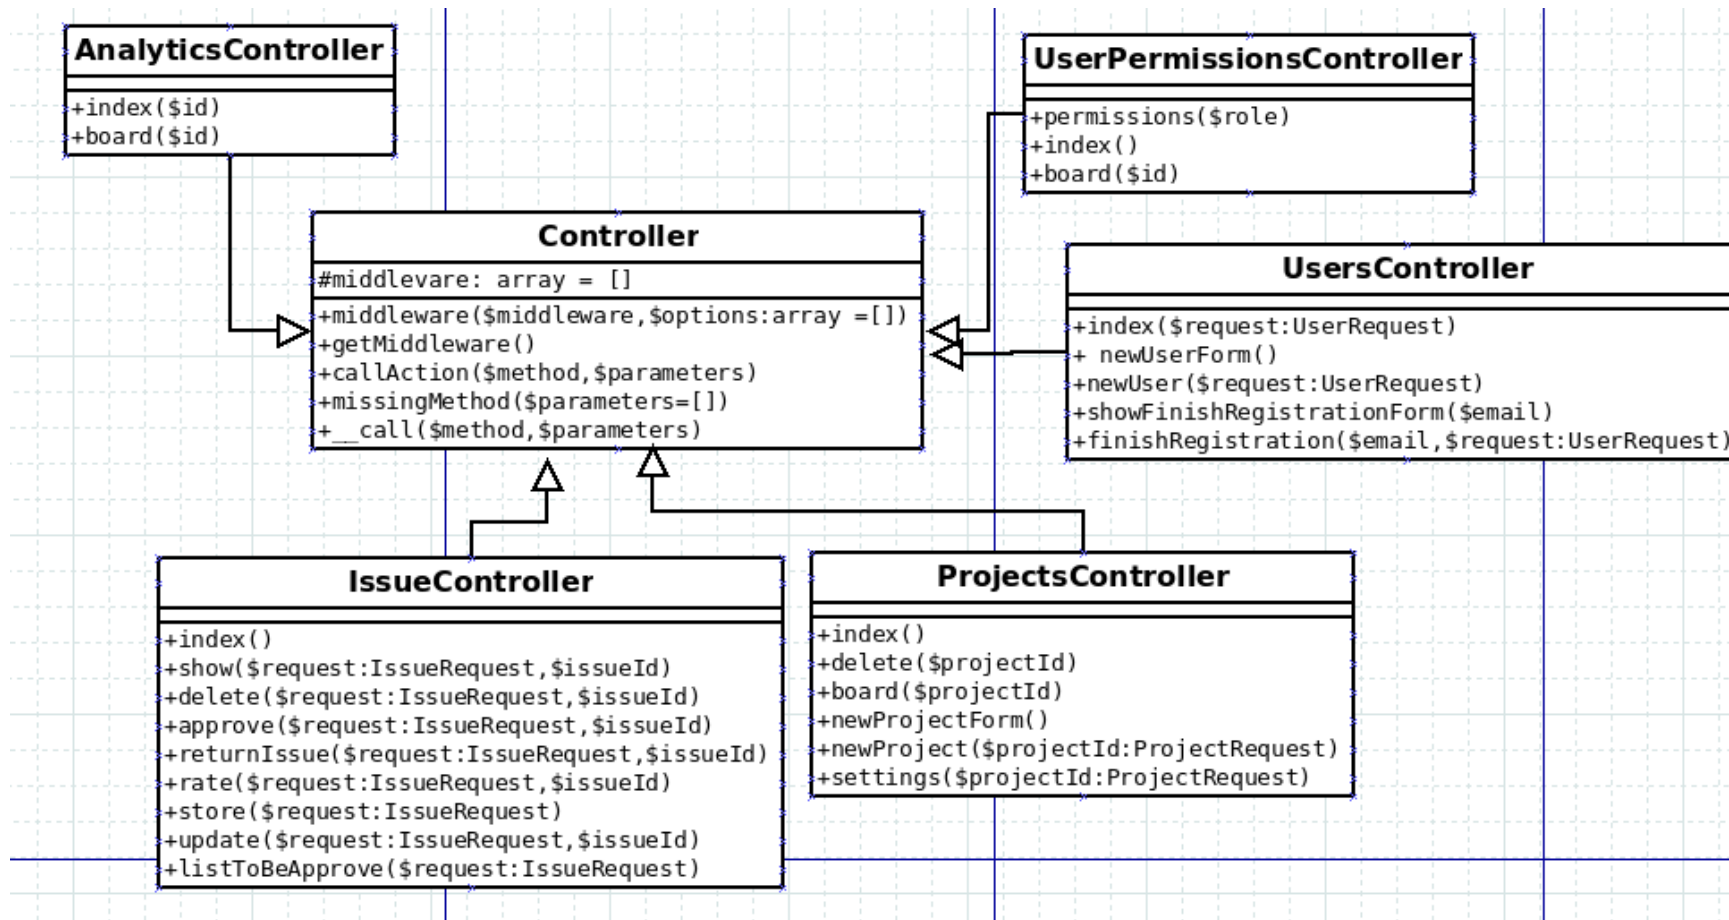 AnalyticsController
+index($id)
+board($id)
UserPermissionsController
+permissions($role)
+index()
+board($id)
Controller
#middlevare: array = []
+middleware($middleware,$options:array =[])
+getMiddleware()
+callAction($method,$parameters)
+missingMethod($parameters=[])
+__call($method,$parameters)
UsersController
+index($request:UserRequest)
+ newUserForm()
+newUser($request:UserRequest)
+showFinishRegistrationForm($email)
+finishRegistration($email,$request:UserRequest)
IssueController
+index()
+show($request:IssueRequest,$issueId)
+delete($request:IssueRequest,$issueId)
+approve($request:IssueRequest,$issueId)
+returnIssue($request:IssueRequest,$issueId)
+rate($request:IssueRequest,$issueId)
+store($request:IssueRequest)
+update($request:IssueRequest,$issueId)
+listToBeApprove($request:IssueRequest)
ProjectsController
+index()
+delete($projectId)
+board($projectId)
+newProjectForm()
+newProject($projectId:ProjectRequest)
+settings($projectId:ProjectRequest)